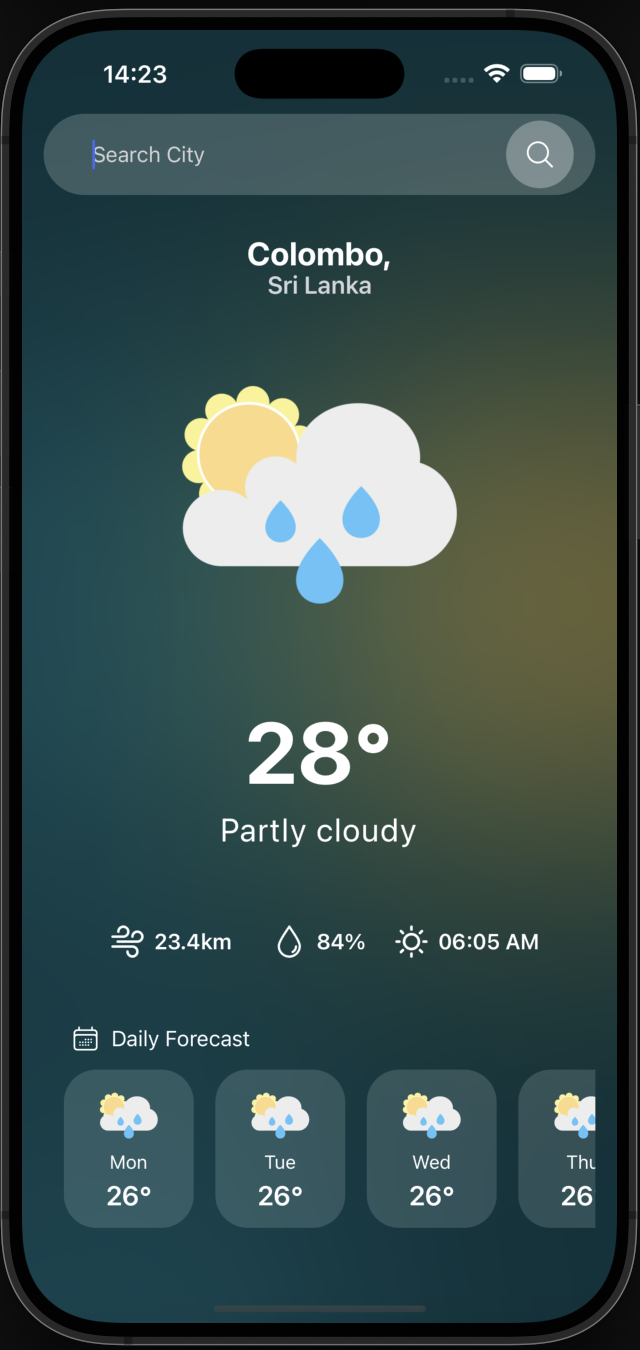 14:23
Search City
Colombo,
Sri Lanka
28°
Partly cloudy
23.4km 84% 06:05 AM
Daily Forecast
Mon Tue Wed Thu
26° 26° 26° 26